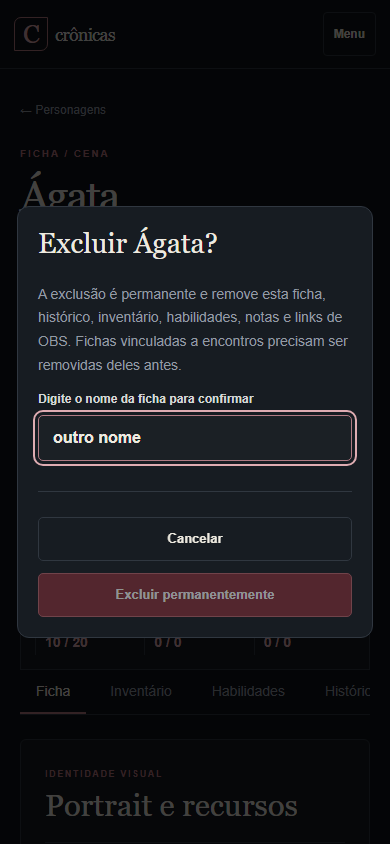 C crônicas
Menu
← Personagens
FICHA / CENA
Ágata
Excluir Ágata?
A exclusão é permanente e remove esta ficha,
histórico, inventário, habilidades, notas e links de
OBS. Fichas vinculadas a encontros precisam ser
removidas deles antes.
Digite o nome da ficha para confirmar
outro nome
Cancelar
Excluir permanentemente
10 / 20 0 / 0 0 / 0
Ficha Inventário Habilidades Históric
IDENTIDADE VISUAL
Portrait e recursos